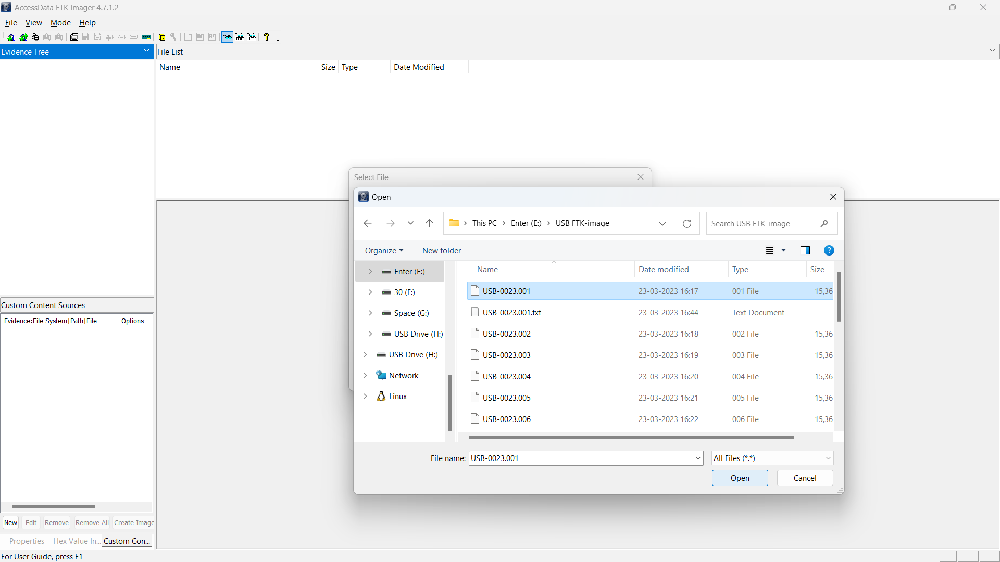 AccessData FTK Imager 4.7.1.2
File View Mode Help
TEXT HEX ?
Evidence Tree
File List
Name Size Type Date Modified
Select File
Open
This PC > Enter (E:) > USB FTK-image
Search USB FTK-image
Organize New folder
?
Enter (E:)
30 (F:)
Space (G:)
USB Drive (H:)
USB Drive (H:)
Network
Linux
Name Date modified Type Size
USB-0023.001 23-03-2023 16:17 001 File 15,36
USB-0023.001.txt 23-03-2023 16:44 Text Document
USB-0023.002 23-03-2023 16:18 002 File 15,36
USB-0023.003 23-03-2023 16:19 003 File 15,36
USB-0023.004 23-03-2023 16:20 004 File 15,36
USB-0023.005 23-03-2023 16:21 005 File 15,36
USB-0023.006 23-03-2023 16:22 006 File 15,36
File name: USB-0023.001 All Files (*.*)
Open Cancel
Custom Content Sources
Evidence:File System|Path|File Options
New Edit Remove Remove All Create Image
Properties Hex Value In... Custom Con...
For User Guide, press F1